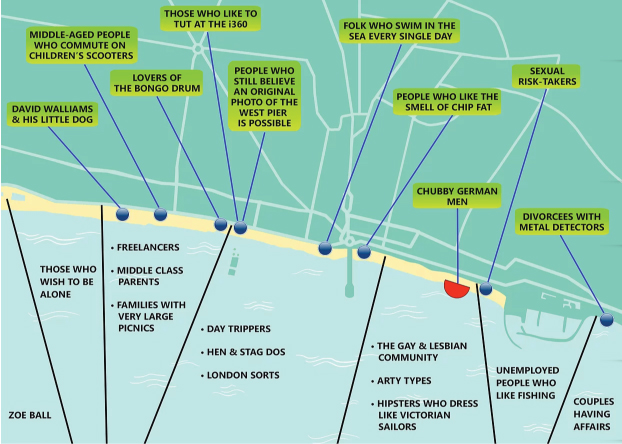 THOSE WHO LIKE TO
TUT AT THE i360
MIDDLE-AGED PEOPLE
WHO COMMUTE ON
CHILDREN'S SCOOTERS
FOLK WHO SWIM IN THE
SEA EVERY SINGLE DAY
LOVERS OF
THE BONGO DRUM
PEOPLE WHO
STILL BELIEVE
AN ORIGINAL
PHOTO OF THE
WEST PIER
IS POSSIBLE
SEXUAL
RISK-TAKERS
DAVID WALLIAMS
& HIS LITTLE DOG
PEOPLE WHO LIKE THE
SMELL OF CHIP FAT
CHUBBY GERMAN
MEN
DIVORCEES WITH
METAL DETECTORS
THOSE WHO
WISH TO BE
ALONE
• FREELANCERS
• MIDDLE CLASS
PARENTS
• FAMILIES WITH
VERY LARGE
PICNICS
• DAY TRIPPERS
• HEN & STAG DOS
• LONDON SORTS
• THE GAY & LESBIAN
COMMUNITY
• ARTY TYPES
• HIPSTERS WHO DRESS
LIKE VICTORIAN
SAILORS
UNEMPLOYED
PEOPLE WHO
LIKE FISHING
COUPLES
HAVING
AFFAIRS
ZOE BALL